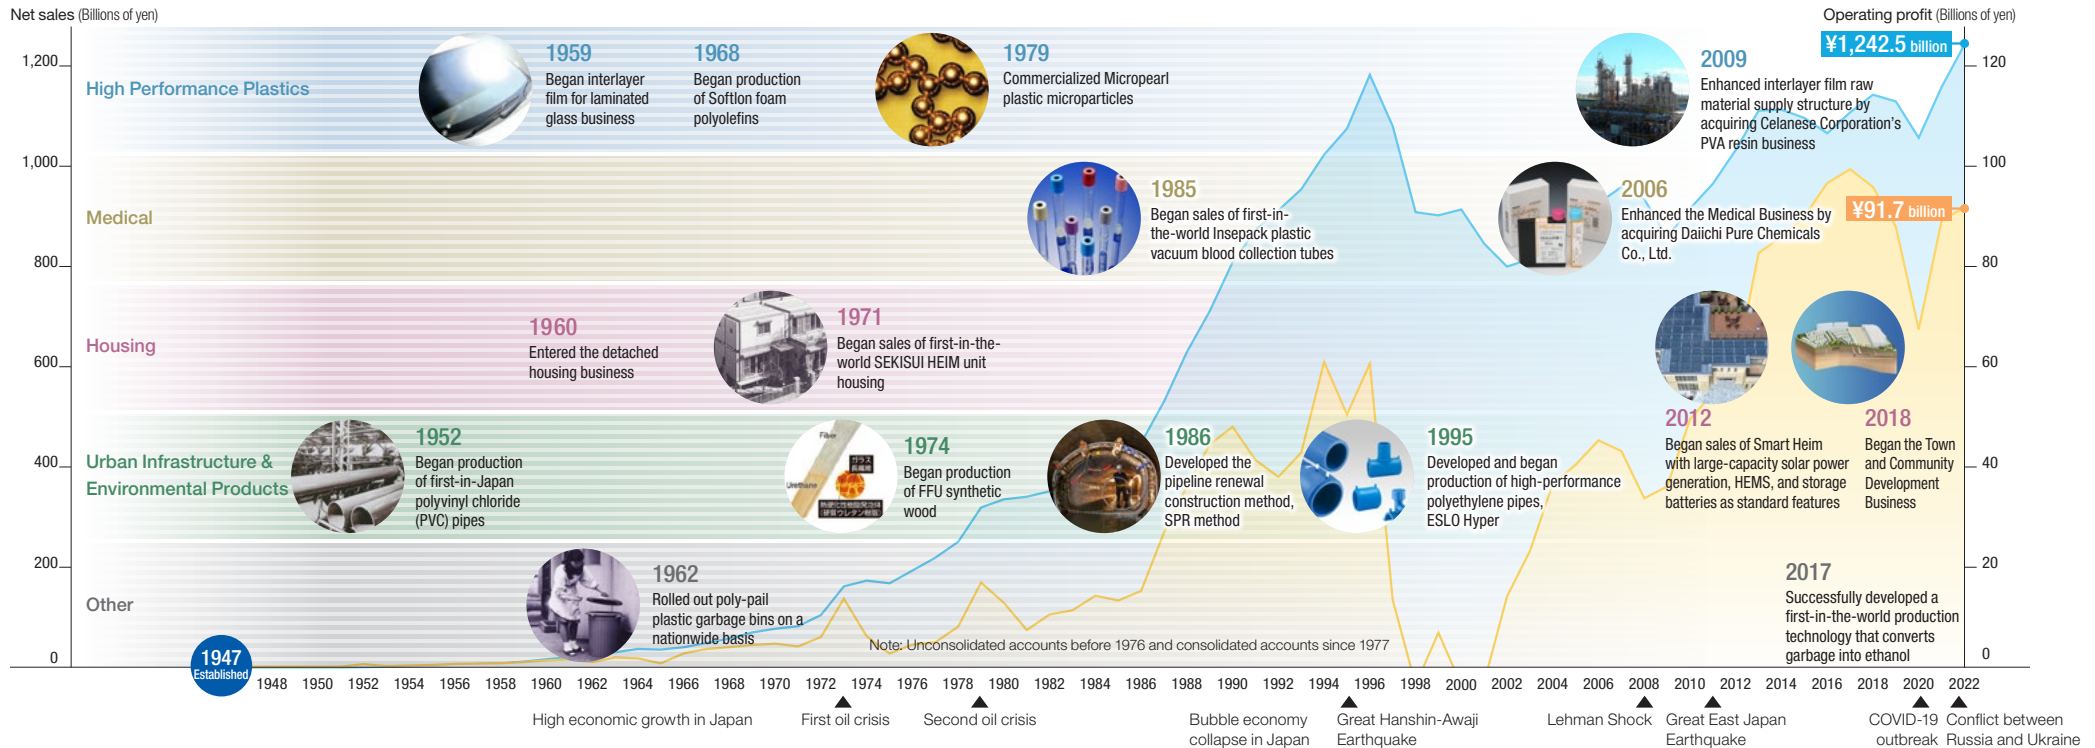 Net sales (Billions of yen)
Operating profit (Billions of yen)
1,200
1,000
800
600
400
200
0
120
100
80
60
40
20
0
¥1,242.5 billion
¥91.7 billion
High Performance Plastics
1959
Began interlayer
film for laminated
glass business
1968
Began production
of Softlon foam
polyolefins
1979
Commercialized Micropearl
plastic microparticles
2009
Enhanced interlayer film raw
material supply structure by
acquiring Celanese Corporation's
PVA resin business
Medical
1985
Began sales of first-in-
the-world Insepack plastic
vacuum blood collection tubes
2006
Enhanced the Medical Business by
acquiring Daiichi Pure Chemicals
Co., Ltd.
Housing
1960
Entered the detached
housing business
1971
Began sales of first-in-the-
world SEKISUI HEIM unit
housing
2012
Began sales of Smart Heim
with large-capacity solar power
generation, HEMS, and storage
batteries as standard features
2018
Began the Town
and Community
Development
Business
Urban Infrastructure &
Environmental Products
1952
Began production
of first-in-Japan
polyvinyl chloride
(PVC) pipes
Fiber
ガラス
長繊維
Urethane
1974
Began production
of FFU synthetic
wood
1986
Developed the
pipeline renewal
construction method,
SPR method
1995
Developed and began
production of high-performance
polyethylene pipes,
ESLO Hyper
Other
1962
Rolled out poly-pail
plastic garbage bins on a
nationwide basis
2017
Successfully developed a
first-in-the-world production
technology that converts
garbage into ethanol
Note: Unconsolidated accounts before 1976 and consolidated accounts since 1977
1947
Established
1948 1950 1952 1954 1956 1958 1960 1962 1964 1966 1968 1970 1972 1974 1976 1978 1980 1982 1984 1986 1988 1990 1992 1994 1996 1998 2000 2002 2004 2006 2008 2010 2012 2014 2016 2018 2020 2022
High economic growth in Japan
First oil crisis
Second oil crisis
Bubble economy
collapse in Japan
Great Hanshin-Awaji
Earthquake
Lehman Shock
Great East Japan
Earthquake
COVID-19
outbreak
Conflict between
Russia and Ukraine